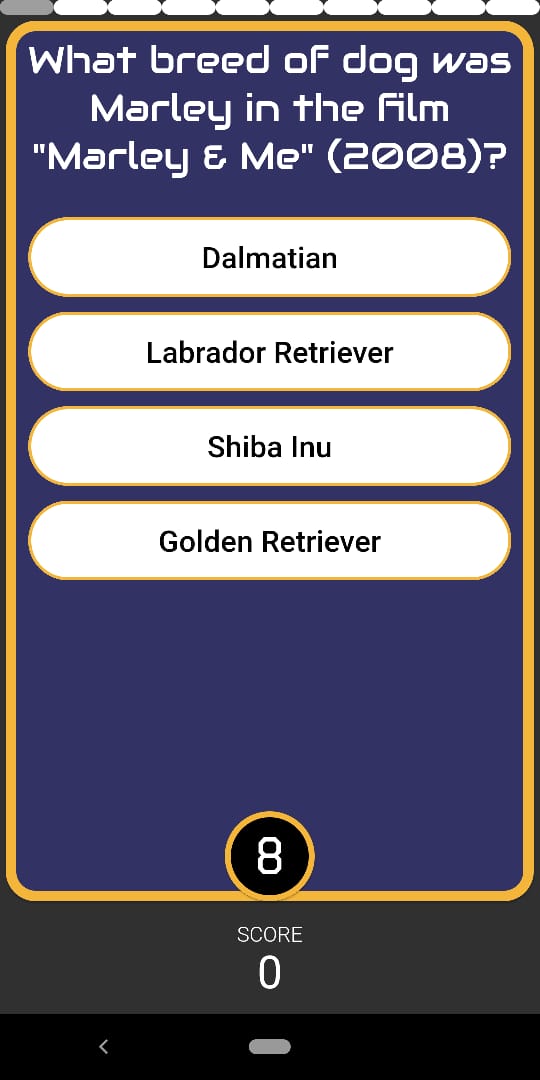 What breed of dog was
Marley in the film
"Marley & Me" (2008)?
Dalmatian
Labrador Retriever
Shiba Inu
Golden Retriever
8
SCORE
0